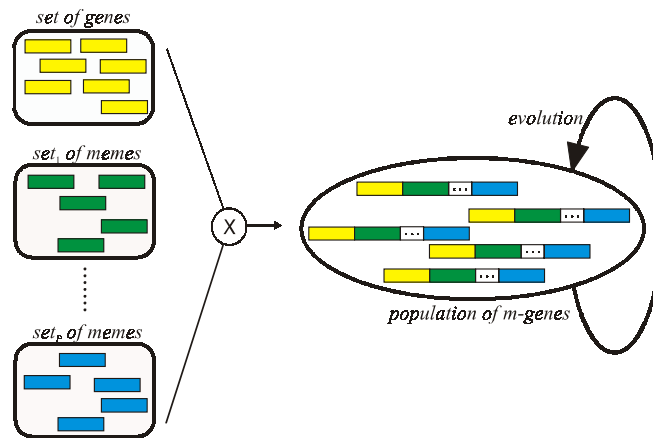 set of genes
set₁ of memes
setₚ of memes
X
evolution
...
...
...
...
...
population of m-genes